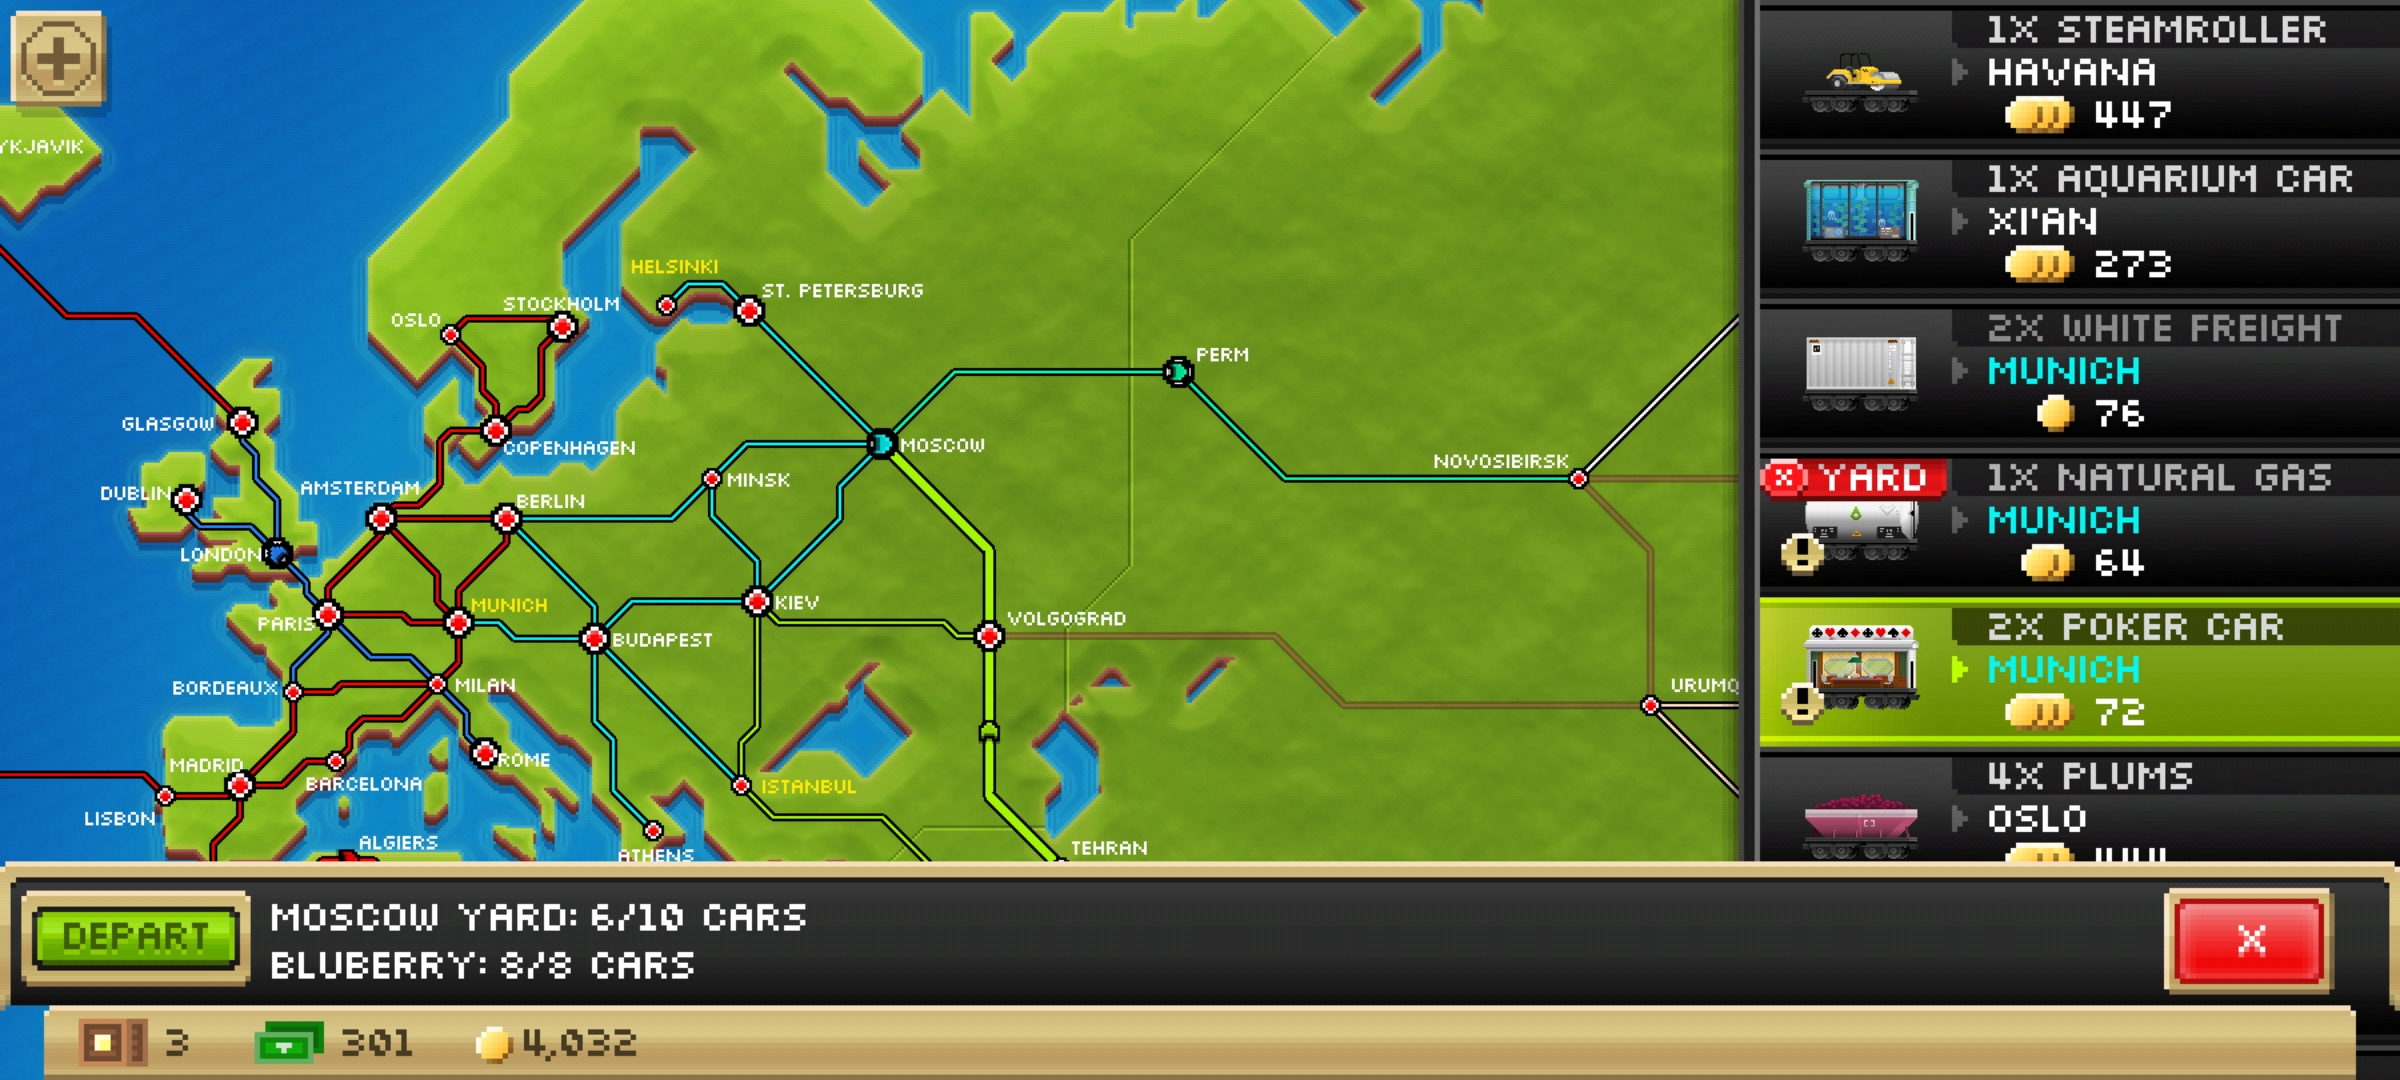 YKJAVIK
HELSINKI
ST. PETERSBURG
STOCKHOLM
OSLO
PERM
GLASGOW
COPENHAGEN
MOSCOW
NOVOSIBIRSK
MINSK
DUBLIN
AMSTERDAM
BERLIN
LONDON
MUNICH
KIEV
PARIS
VOLGOGRAD
BUDAPEST
BORDEAUX
MILAN
URUMQ
MADRID
ROME
BARCELONA
ISTANBUL
LISBON
ALGIERS
ATHENS
TEHRAN
1X STEAMROLLER
HAVANA
447
1X AQUARIUM CAR
XI'AN
273
2X WHITE FREIGHT
MUNICH
76
X YARD
1X NATURAL GAS
MUNICH
64
2X POKER CAR
MUNICH
72
4X PLUMS
OSLO
DEPART
MOSCOW YARD: 6/10 CARS
BLUBERRY: 8/8 CARS
X
3
301
4,032